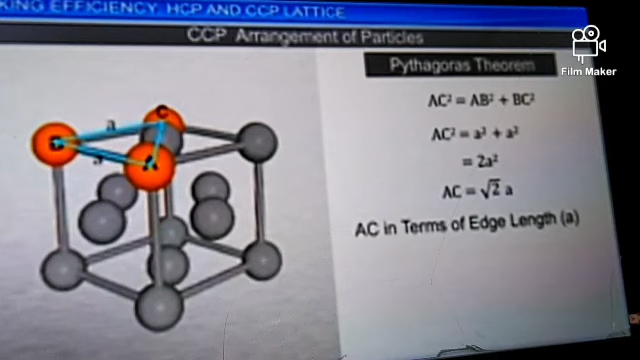 KING EFFICIENCY, HCP AND CCP LATTICE
CCP Arrangement of Particles
Film Maker
Pythagoras Theorem
AC² = AB² + BC²
AC² = a² + a²
= 2a²
AC = √2 a
AC in Terms of Edge Length (a)
a